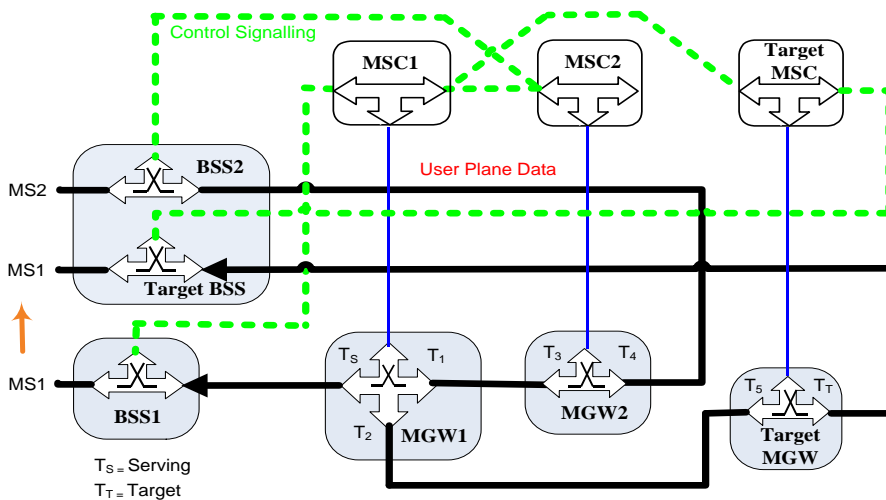 Control Signalling
MSC1
MSC2
Target
MSC
BSS2
User Plane Data
MS2
MS1
Target BSS
MS1
BSS1
TS
T1
T2
MGW1
T3
T4
MGW2
T5
TT
Target
MGW
TS = Serving
TT = Target